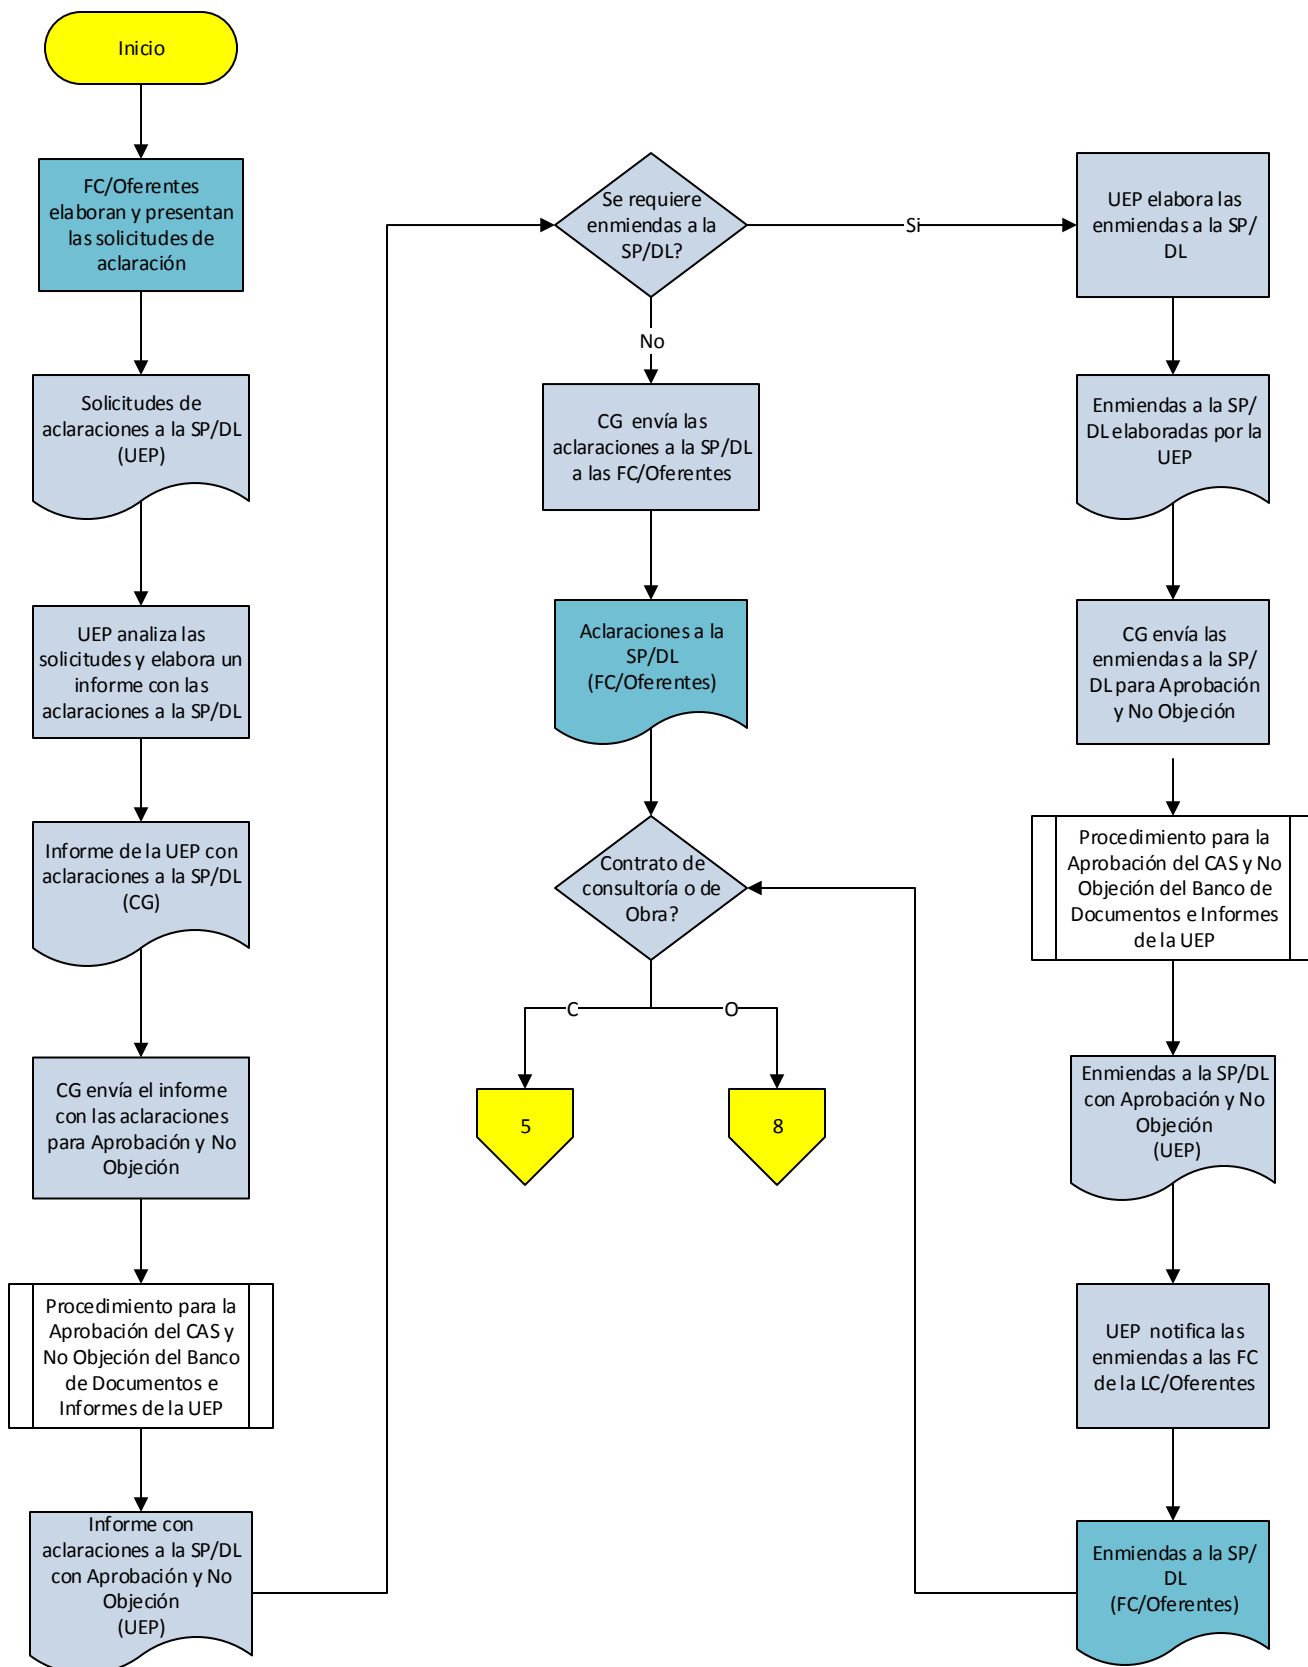 Inicio
FC/Oferentes
elaboran y presentan
las solicitudes de
aclaración
Solicitudes de
aclaraciones a la SP/DL
(UEP)
UEP analiza las
solicitudes y elabora un
informe con las
aclaraciones a la SP/DL
Informe de la UEP con
aclaraciones a la SP/DL
(CG)
CG envía el informe
con las aclaraciones
para Aprobación y No
Objeción
Procedimiento para la
Aprobación del CAS y
No Objeción del Banco
de Documentos e
Informes de la UEP
Informe con
aclaraciones a la SP/DL
con Aprobación y No
Objeción
(UEP)
Se requiere
enmiendas a la
SP/DL?
Si
No
CG envía las
aclaraciones a la SP/DL
a las FC/Oferentes
Aclaraciones a la
SP/DL
(FC/Oferentes)
Contrato de
consultoría o de
Obra?
C
O
5
8
UEP elabora las
enmiendas a la SP/
DL
Enmiendas a la SP/
DL elaboradas por la
UEP
CG envía las
enmiendas a la SP/
DL para Aprobación
y No Objeción
Procedimiento para la
Aprobación del CAS y No
Objeción del Banco de
Documentos e Informes
de la UEP
Enmiendas a la SP/DL
con Aprobación y No
Objeción
(UEP)
UEP notifica las
enmiendas a las FC
de la LC/Oferentes
Enmiendas a la SP/
DL
(FC/Oferentes)